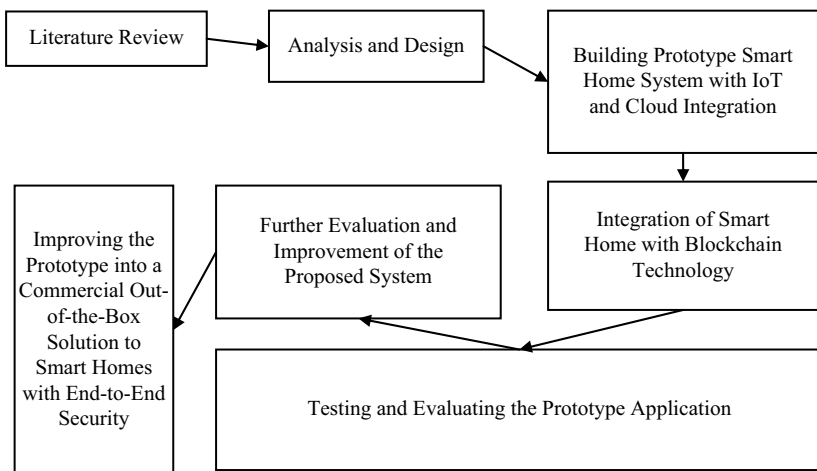 Literature Review
Analysis and Design
Building Prototype Smart
Home System with IoT
and Cloud Integration
Integration of Smart
Home with Blockchain
Technology
Testing and Evaluating the Prototype Application
Further Evaluation and
Improvement of the
Proposed System
Improving the
Prototype into a
Commercial Out-
of-the-Box
Solution to
Smart Homes
with End-to-End
Security